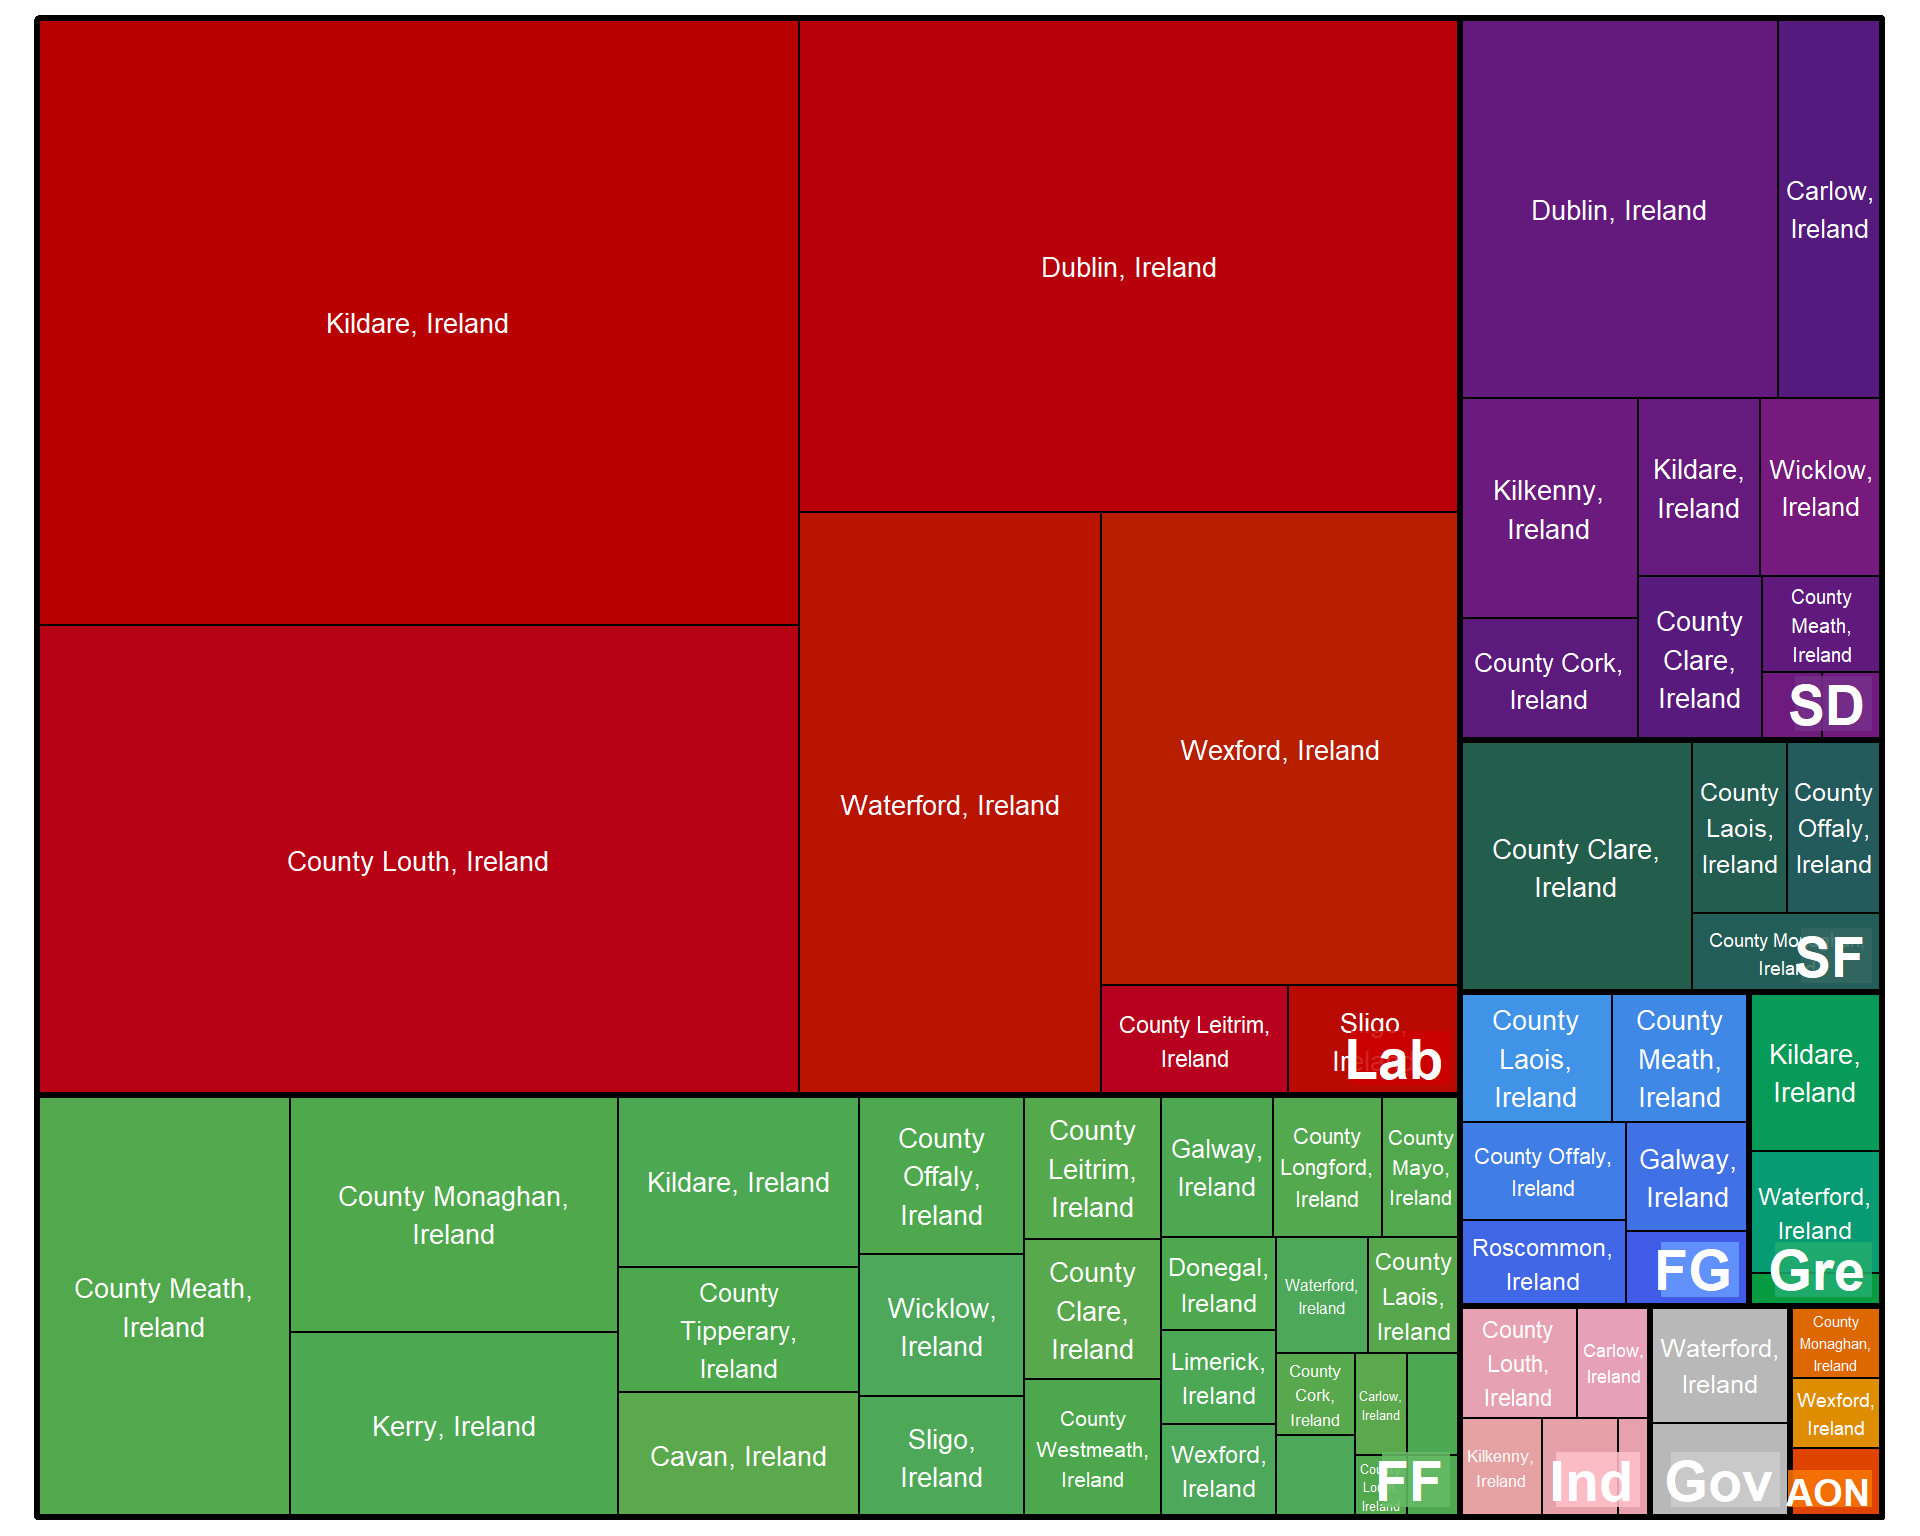 Kildare, Ireland
Dublin, Ireland
County Louth, Ireland
Waterford, Ireland
Wexford, Ireland
County Leitrim,
Ireland
Sligo,
Lab
County Meath,
Ireland
County Monaghan,
Ireland
Kerry, Ireland
Kildare, Ireland
County
Tipperary,
Ireland
Cavan, Ireland
County
Offaly,
Ireland
Wicklow,
Ireland
Sligo,
Ireland
County
Leitrim,
Ireland
County
Clare,
Ireland
County
Westmeath,
Ireland
Galway,
Ireland
County
Longford,
Ireland
County
Mayo,
Ireland
Donegal,
Ireland
Limerick,
Ireland
Wexford,
Ireland
Waterford,
Ireland
County
Laois,
Ireland
County
Cork,
Ireland
Carlow,
Ireland
Ireland
FF
Dublin, Ireland
Carlow,
Ireland
Kilkenny,
Ireland
Kildare,
Ireland
Wicklow,
Ireland
County Cork,
Ireland
County
Clare,
Ireland
County
Meath,
Ireland
SD
County Clare,
Ireland
County
Laois,
Ireland
County
Offaly,
Ireland
County
SF
County
Laois,
Ireland
County
Meath,
Ireland
County Offaly,
Ireland
Galway,
Ireland
Roscommon,
Ireland
FG
Kildare,
Ireland
Waterford,
Ireland
Gre
County
Louth,
Ireland
Carlow,
Ireland
Kilkenny,
Ireland
Ind
Waterford,
Ireland
Gov
County
Monaghan,
Ireland
Wexford,
Ireland
AON